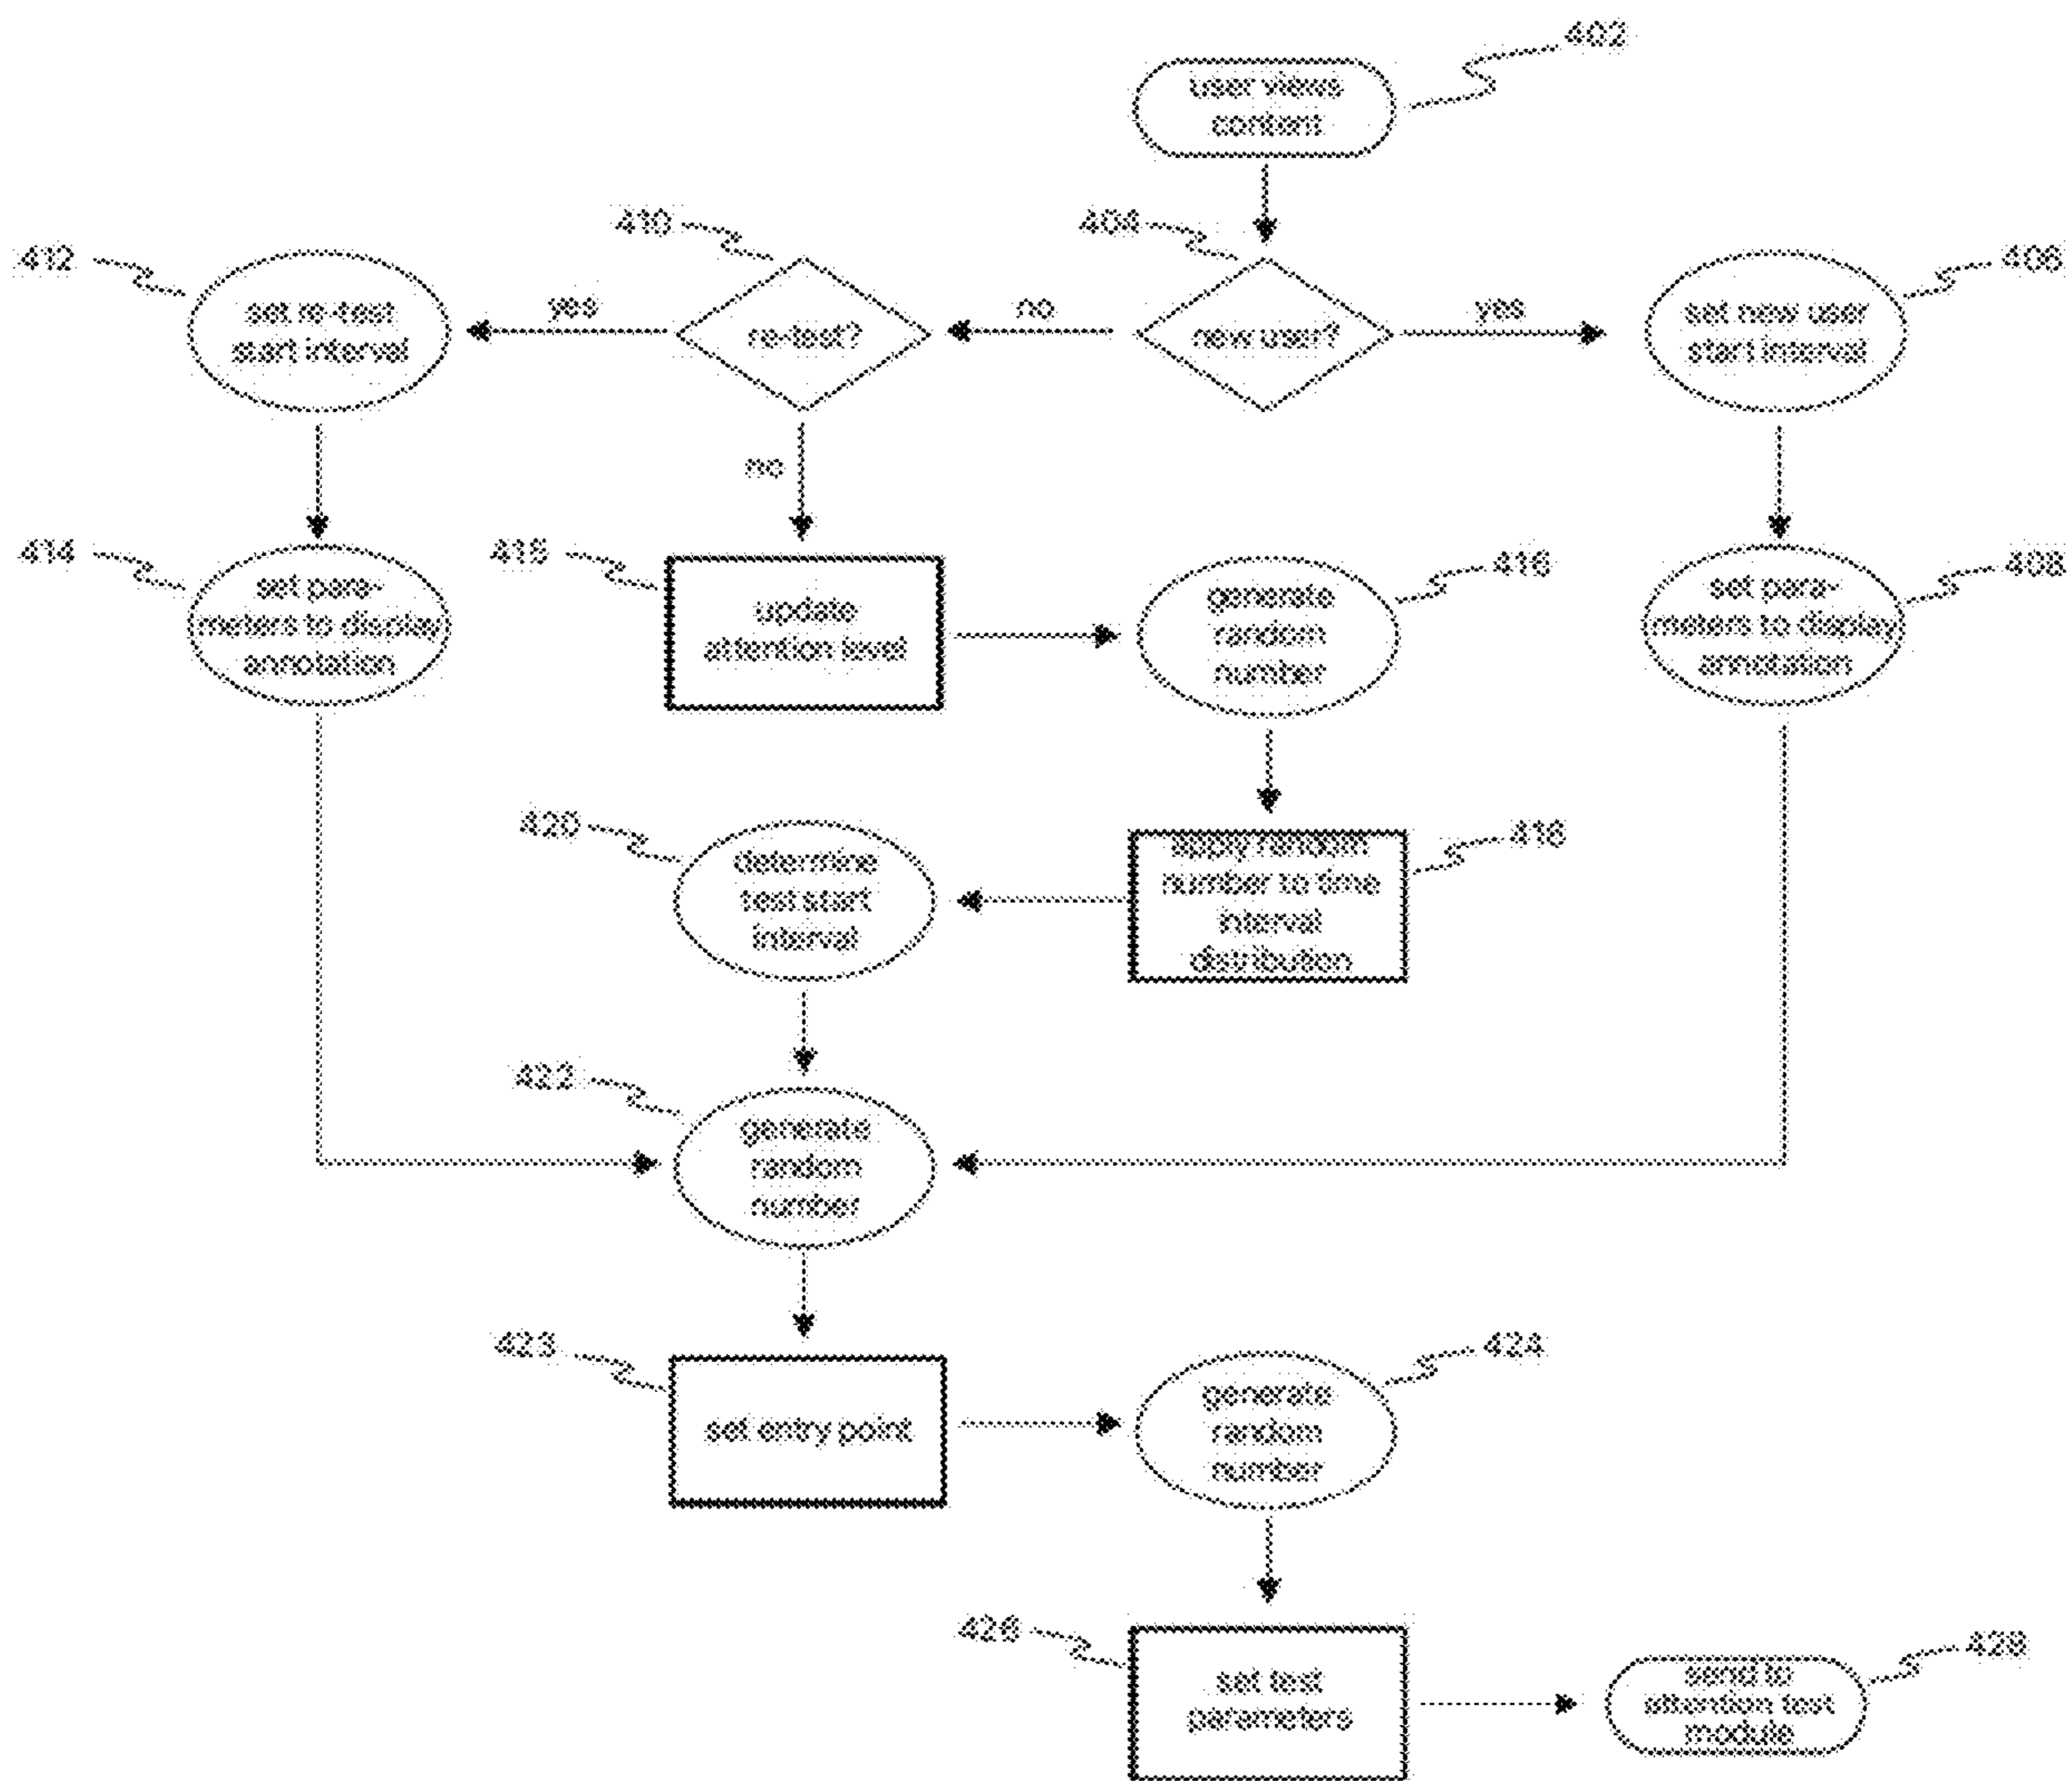 402
user views
content
410
404
412
406
set re-test
start interval
yes
re-test?
no
new user?
yes
set new user
start interval
no
414
415
416
408
set para-
meters to display
annotation
update
attention level
generate
random
number
set para-
meters to display
annotation
420
418
determine
test start
interval
apply random
number to time
interval
distribution
422
generate
random
number
423
424
set entry point
generate
random
number
426
428
set test
parameters
send to
attention test
module